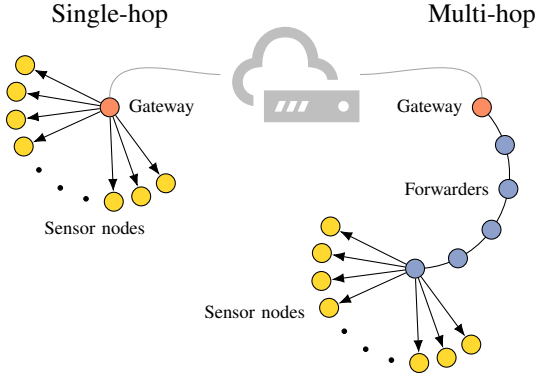 Single-hop
Multi-hop
Gateway
Gateway
Forwarders
Sensor nodes
Sensor nodes